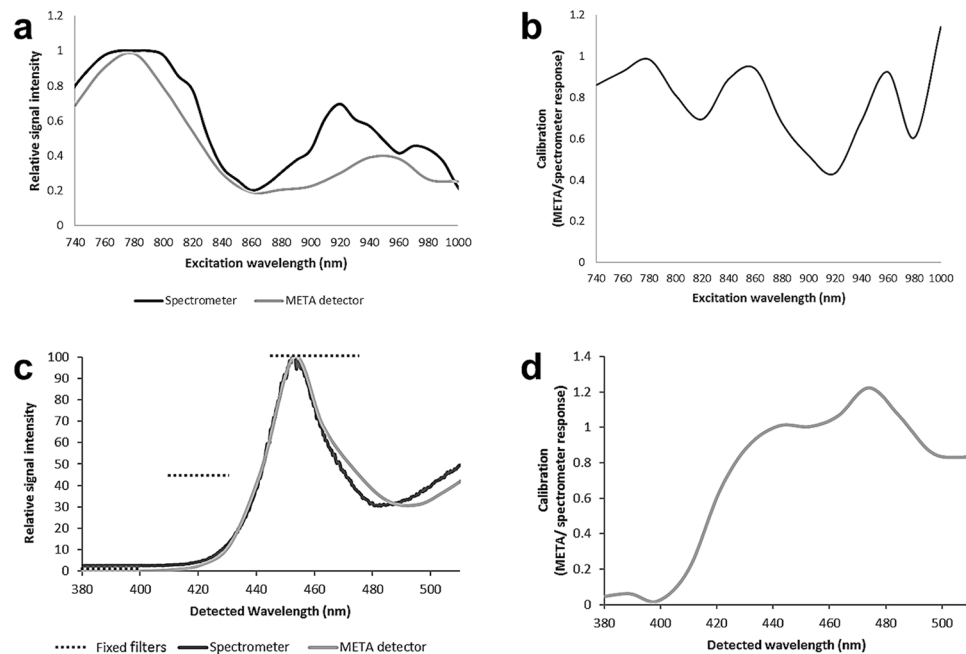 a
Relative signal intensity
1.2
1
0.8
0.6
0.4
0.2
0
740 760 780 800 820 840 860 880 900 920 940 960 980 1000
Excitation wavelength (nm)
Spectrometer META detector
b
Calibration
(META/spectrometer response)
1.2
1
0.8
0.6
0.4
0.2
0
740 760 780 800 820 840 860 880 900 920 940 960 980 1000
Excitation wavelength (nm)
c
Relative signal intensity
100
90
80
70
60
50
40
30
20
10
0
380 400 420 440 460 480 500
Detected Wavelength (nm)
Fixed filters Spectrometer META detector
d
Calibration
(META/ spectrometer response)
1.4
1.2
1
0.8
0.6
0.4
0.2
0
380 400 420 440 460 480 500
Detected wavelength (nm)